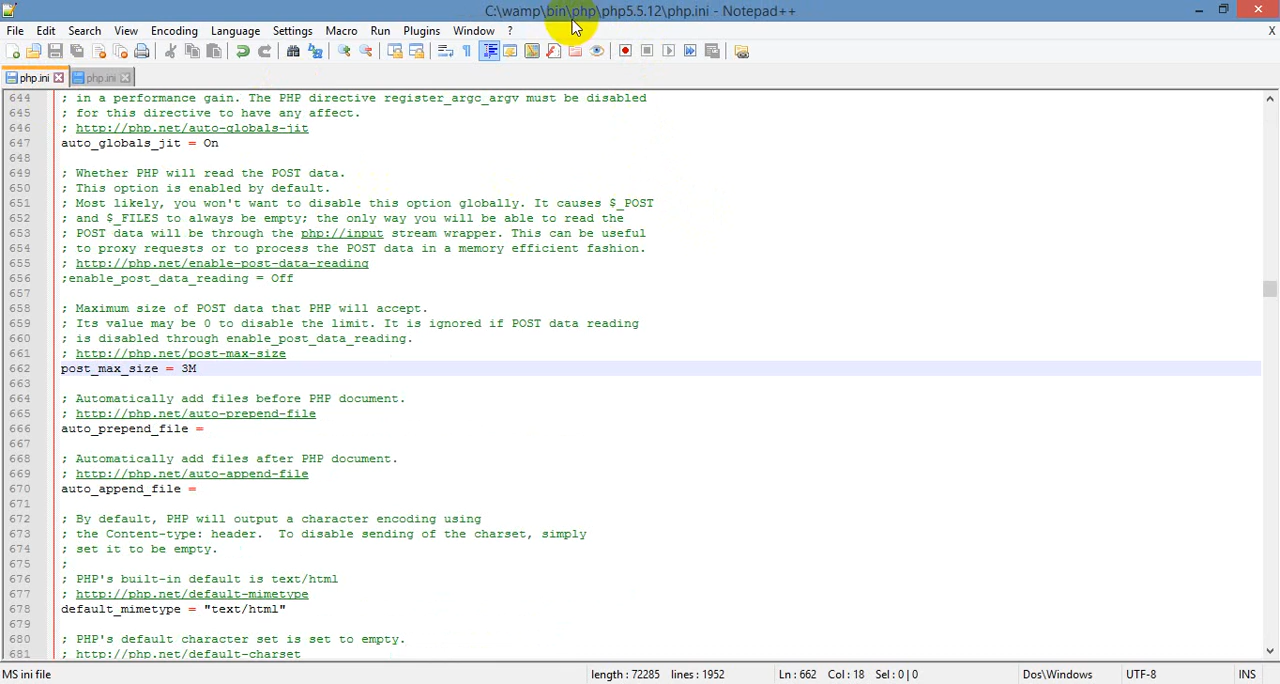 C:\wamp\bin\php\php5.5.12\php.ini - Notepad++
File Edit Search View Encoding Language Settings Macro Run Plugins Window ? X
php.ini php.ini
644 ; in a performance gain. The PHP directive register_argc_argv must be disabled
645 ; for this directive to have any affect.
646 ; http://php.net/auto-globals-jit
647 auto_globals_jit = On
648
649 ; Whether PHP will read the POST data.
650 ; This option is enabled by default.
651 ; Most likely, you won't want to disable this option globally. It causes $_POST
652 ; and $_FILES to always be empty; the only way you will be able to read the
653 ; POST data will be through the php://input stream wrapper. This can be useful
654 ; to proxy requests or to process the POST data in a memory efficient fashion.
655 ; http://php.net/enable-post-data-reading
656 ;enable_post_data_reading = Off
657
658 ; Maximum size of POST data that PHP will accept.
659 ; Its value may be 0 to disable the limit. It is ignored if POST data reading
660 ; is disabled through enable_post_data_reading.
661 ; http://php.net/post-max-size
662 post_max_size = 3M
663
664 ; Automatically add files before PHP document.
665 ; http://php.net/auto-prepend-file
666 auto_prepend_file =
667
668 ; Automatically add files after PHP document.
669 ; http://php.net/auto-append-file
670 auto_append_file =
671
672 ; By default, PHP will output a character encoding using
673 ; the Content-type: header.  To disable sending of the charset, simply
674 ; set it to be empty.
675 ;
676 ; PHP's built-in default is text/html
677 ; http://php.net/default-mimetype
678 default_mimetype = "text/html"
679
680 ; PHP's default character set is set to empty.
681 ; http://php.net/default-charset
MS ini file length : 72285 lines : 1952 Ln : 662 Col : 18 Sel : 0 | 0 Dos\Windows UTF-8 INS